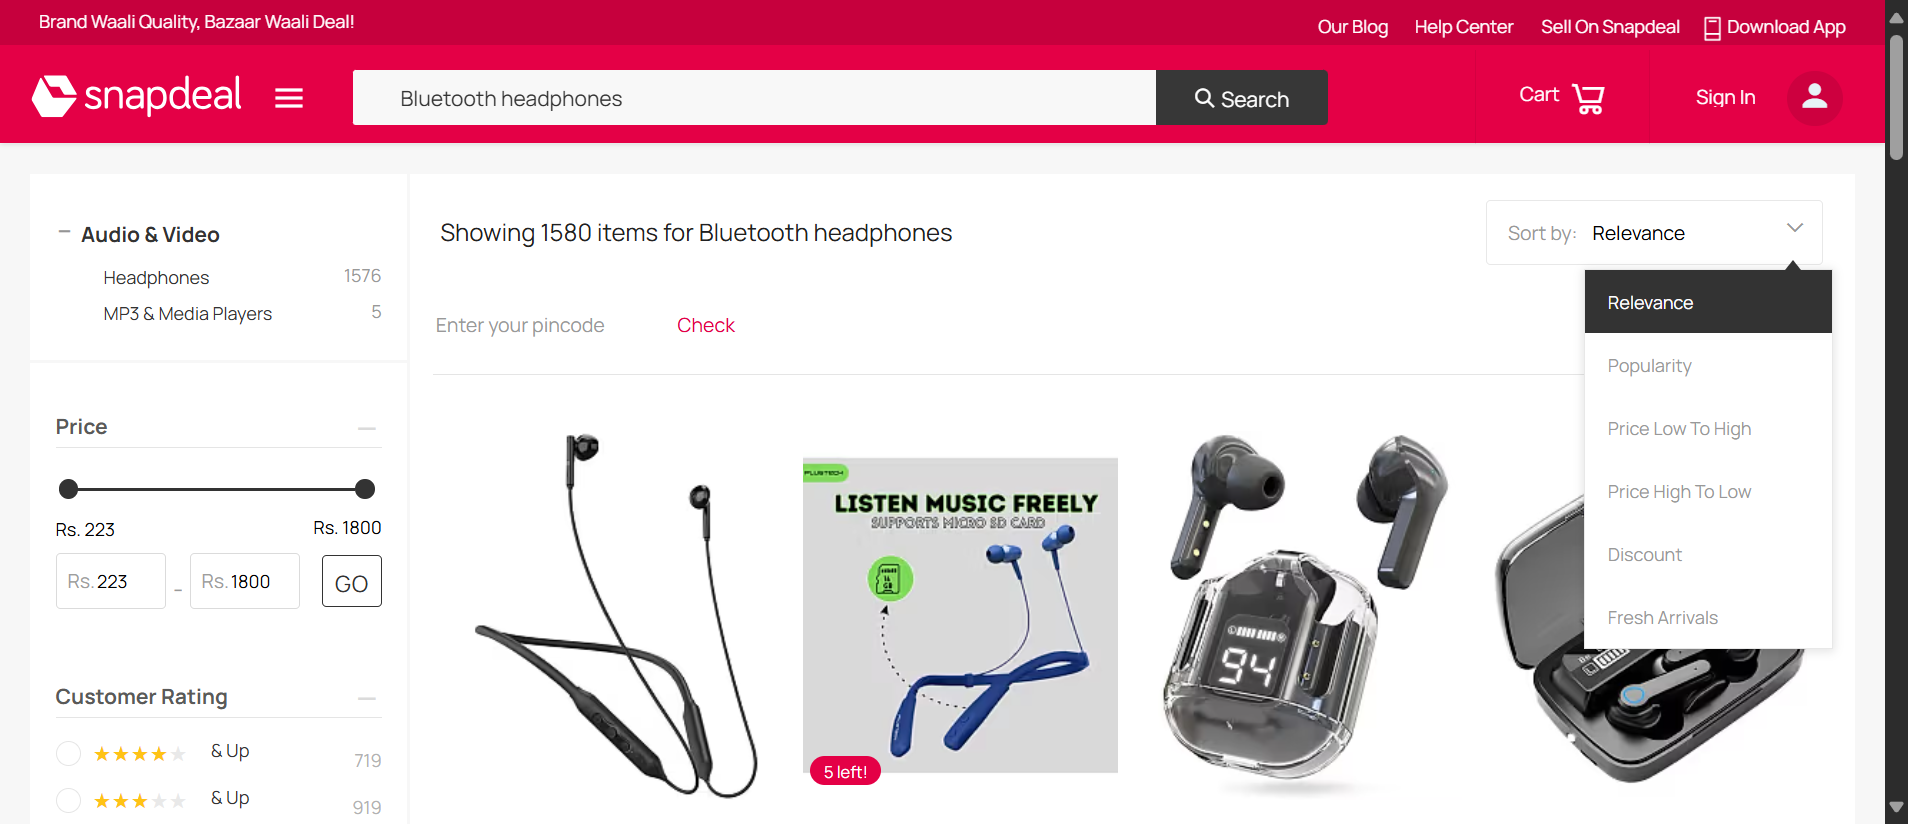 Brand Waali Quality, Bazaar Waali Deal!
Our Blog
Help Center
Sell On Snapdeal
Download App
snapdeal
Bluetooth headphones
Search
Cart
Sign In
Audio & Video
Headphones 1576
MP3 & Media Players 5
Showing 1580 items for Bluetooth headphones
Sort by: Relevance
Relevance
Popularity
Price Low To High
Price High To Low
Discount
Fresh Arrivals
Enter your pincode
Check
Price
Rs. 223
Rs. 1800
Rs. 223 - Rs. 1800
GO
Customer Rating
& Up 719
& Up 919
LISTEN MUSIC FREELY
SUPPORTS MICRO SD CARD
16
GB
5 left!
94